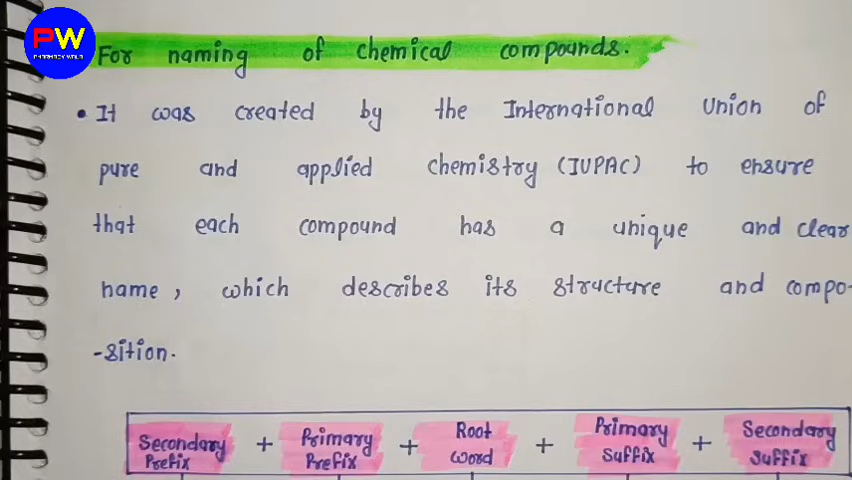 PW
PHARMACY WALA
For naming of chemical compounds.
• It was created by the International Union of
pure and applied chemistry (IUPAC) to ensure
that each compound has a unique and clear
name, which describes its structure and compo-
-sition.
Secondary Prefix + Primary Prefix + Root Word + Primary Suffix + Secondary Suffix